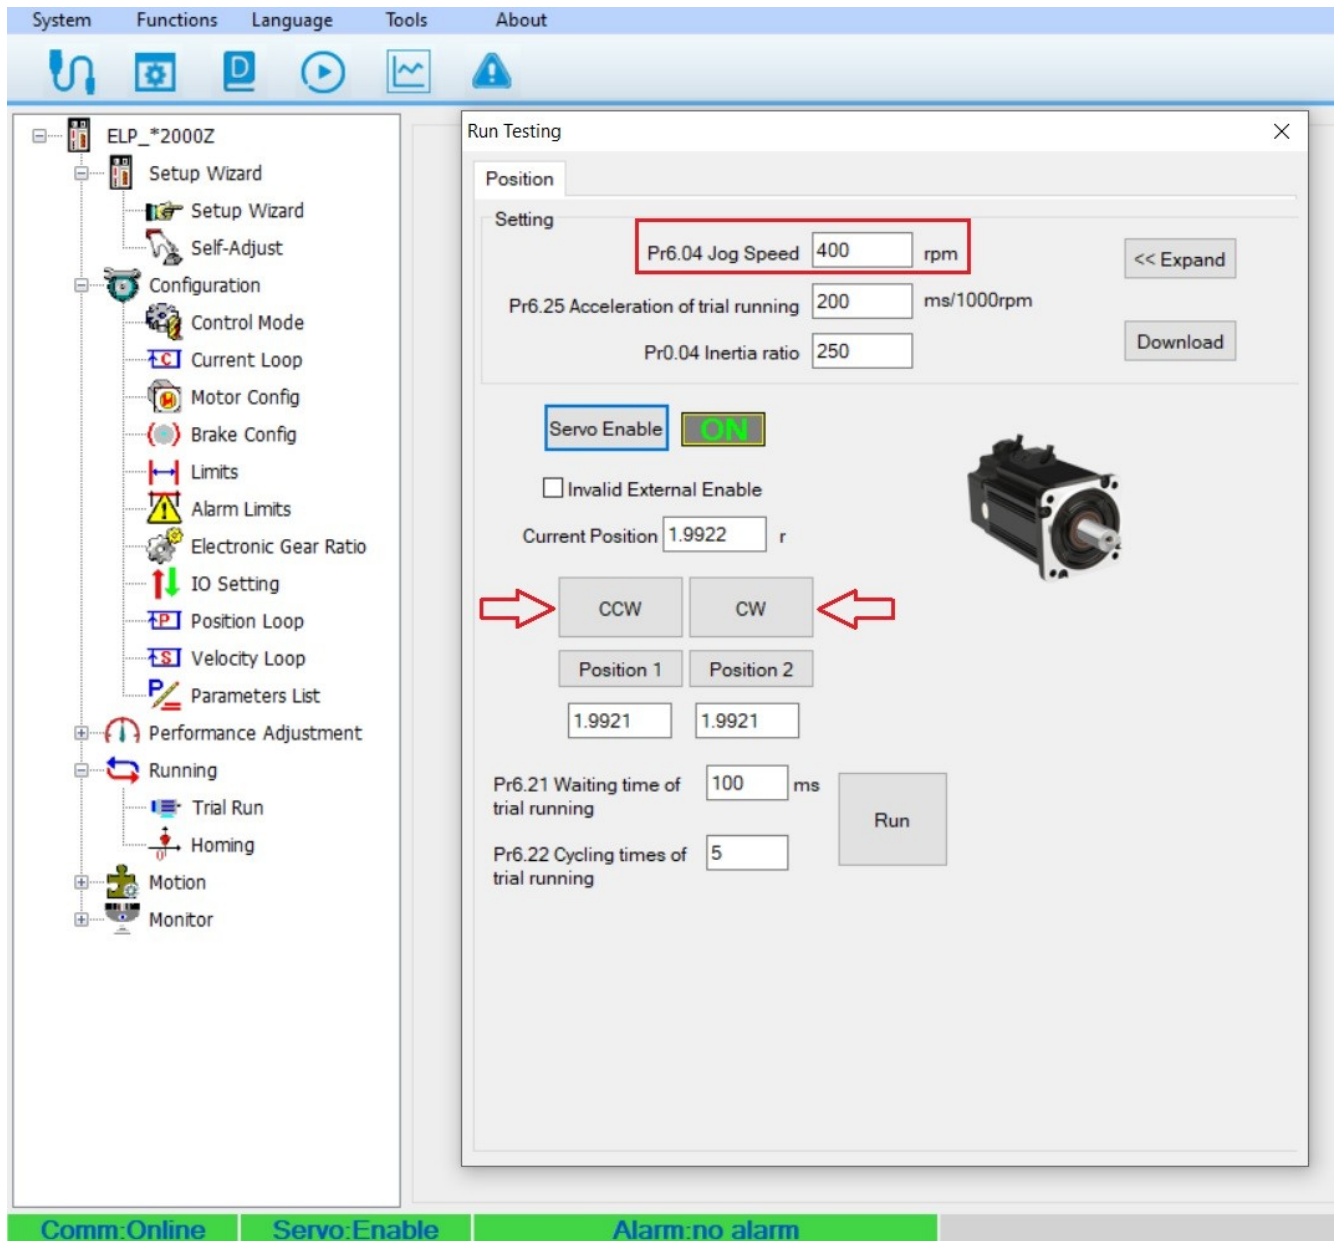 System Functions Language Tools About
D
ELP_*2000Z
Setup Wizard
Setup Wizard
Self-Adjust
Configuration
Control Mode
C Current Loop
M Motor Config
Brake Config
Limits
Alarm Limits
Electronic Gear Ratio
IO Setting
P Position Loop
S Velocity Loop
P Parameters List
Performance Adjustment
Running
Trial Run
0 Homing
Motion
Monitor
Run Testing
Position
Setting
Pr6.04 Jog Speed 400 rpm
<< Expand
Pr6.25 Acceleration of trial running 200 ms/1000rpm
Pr0.04 Inertia ratio 250
Download
Servo Enable ON
Invalid External Enable
Current Position 1.9922 r
CCW CW
Position 1 Position 2
1.9921 1.9921
Pr6.21 Waiting time of
trial running
100 ms
Run
Pr6.22 Cycling times of
trial running
5
Comm:Online Servo:Enable Alarm:no alarm